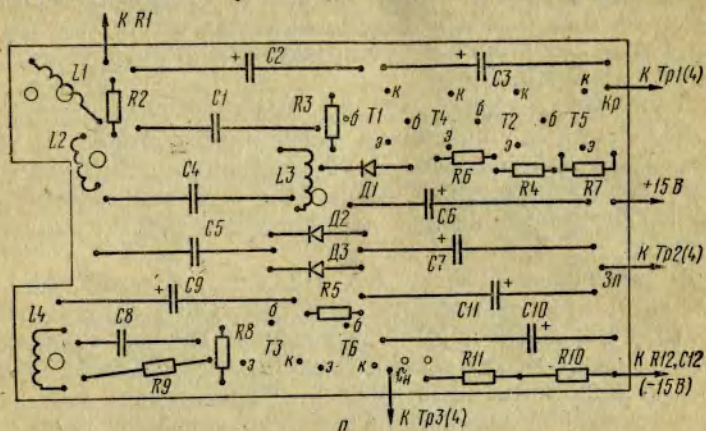 К R1
L1
R2
C2
+
C3
+
К Тр1(4)
Кр
к
к
к
к
C1
R3
б
T1
б
T4
б
T2
б
T5
э
э
э
э
L2
L3
Д1
R6
R4
R7
C4
C6
+
+15 В
C5
Д2
Д3
C7
+
К Тр2(4)
Зл
C9
+
R5
C11
+
C10
+
L4
C8
R8
б
б
T3
T6
R9
э
к
э
к
Сн
R11
R10
К R12,C12
(−15В)
К Тр3(4)
а